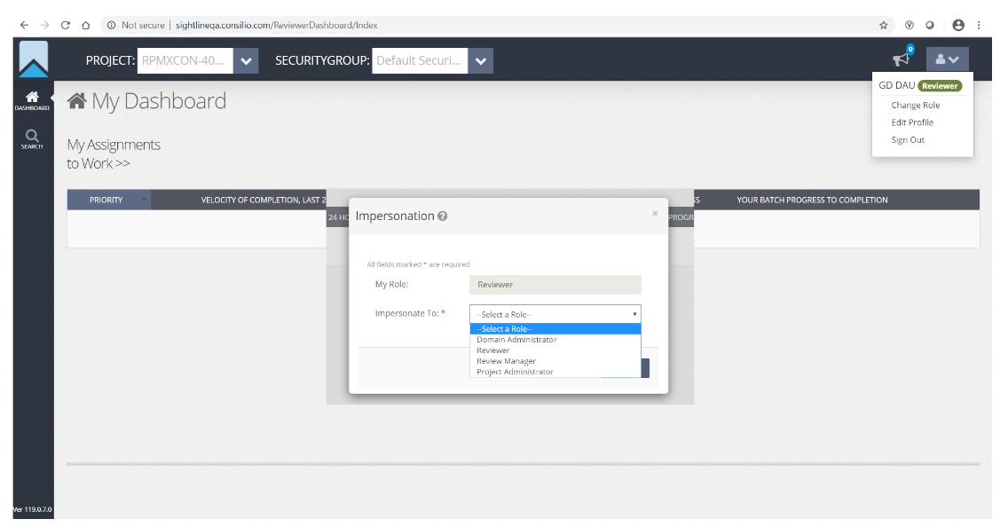 Not secure | sightlineqa.consilio.com/ReviewerDashboard/Index
PROJECT: RPMXCON-40... SECURITYGROUP: Default Securi...
0
GD DAU Reviewer
Change Role
Edit Profile
Sign Out
DASHBOARD
SEARCH
My Dashboard
My Assignments
to Work >>
PRIORITY VELOCITY OF COMPLETION, LAST 2 S YOUR BATCH PROGRESS TO COMPLETION
24 HO PROGR
Impersonation ?
×
All fields marked * are required
My Role: Reviewer
Impersonate To: * --Select a Role--
--Select a Role--
Domain Administrator
Reviewer
Review Manager
Project Administrator
Ver 119.0.7.0